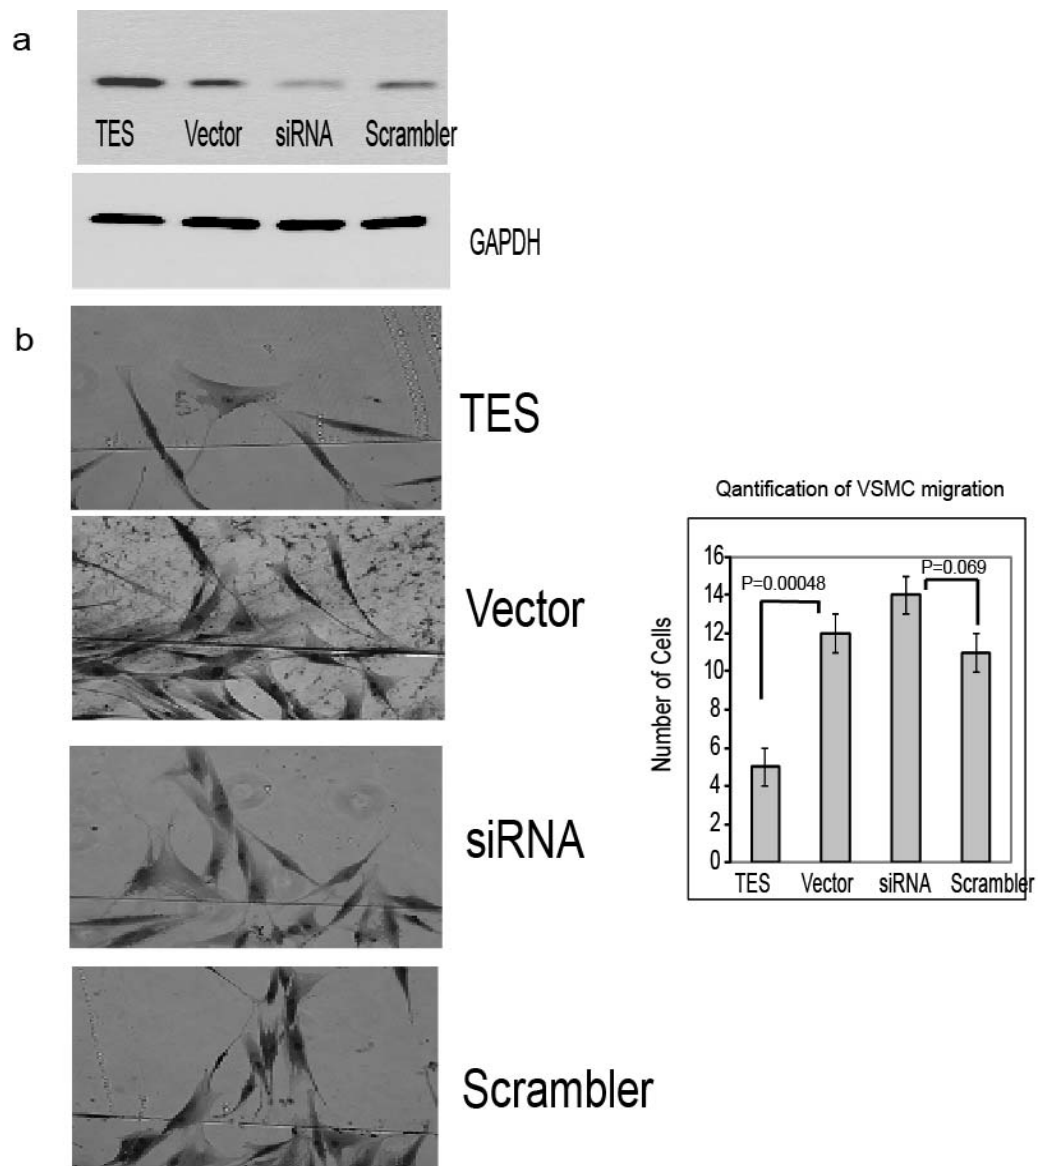 a
TES Vector siRNA Scrambler
GAPDH
b
TES
Vector
siRNA
Scrambler
Qantification of VSMC migration
Number of Cells
16
14
12
10
8
6
4
2
0
P=0.00048
P=0.069
TES Vector siRNA Scrambler